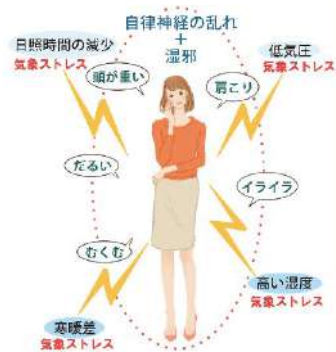 自律神経の乱れ
+
湿邪
日照時間の減少
気象ストレス
低気圧
気象ストレス
頭が重い
肩こり
だるい
イライラ
むくむ
高い湿度
気象ストレス
寒暖差
気象ストレス